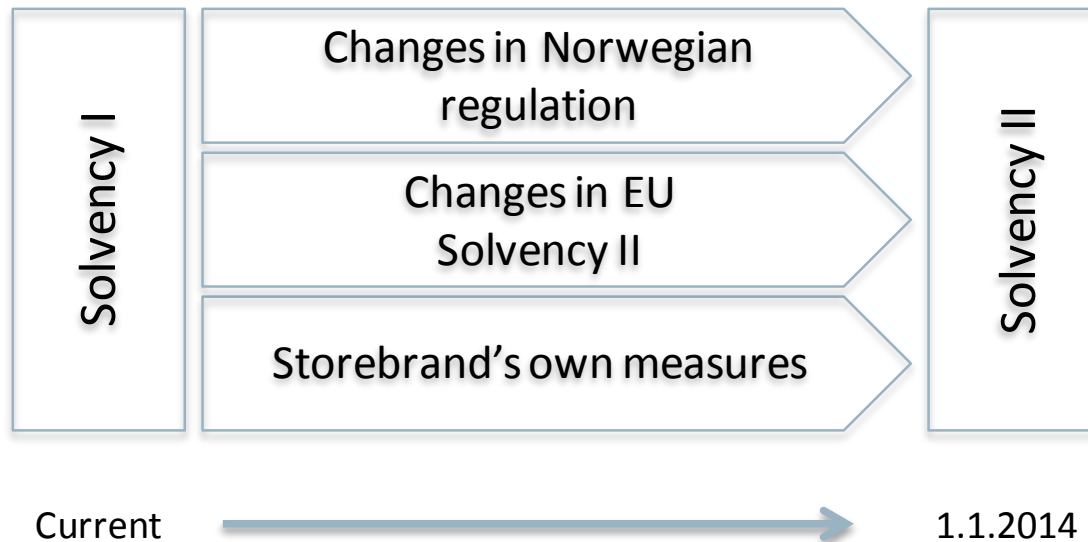 Solvency I
Changes in Norwegian
regulation
Changes in EU
Solvency II
Storebrand's own measures
Solvency II
Current
1.1.2014